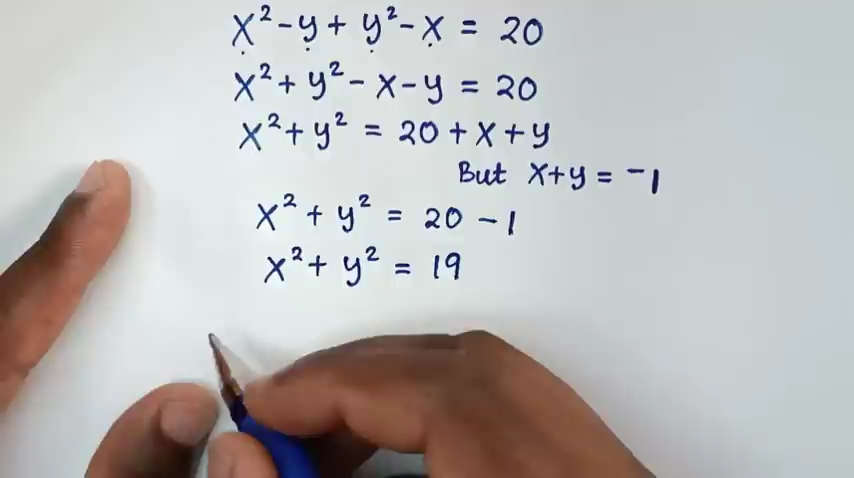 x² - y + y² - x = 20
x² + y² - x - y = 20
x² + y² = 20 + x + y
But x + y = -1
x² + y² = 20 - 1
x² + y² = 19